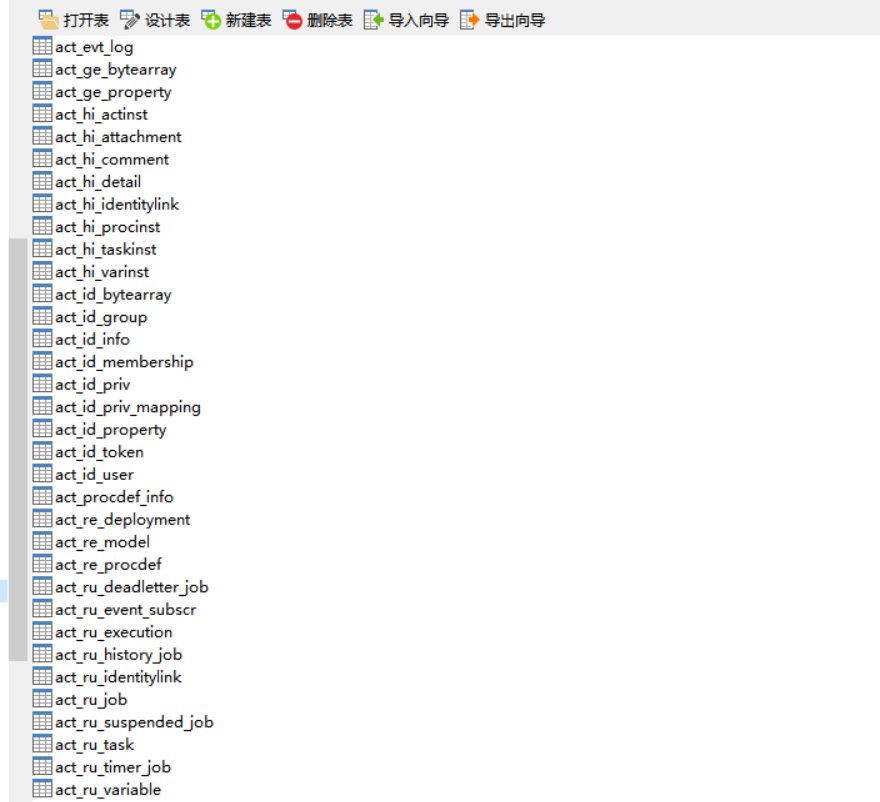 打开表 设计表 新建表 删除表 导入向导 导出向导
act_evt_log
act_ge_bytearray
act_ge_property
act_hi_actinst
act_hi_attachment
act_hi_comment
act_hi_detail
act_hi_identitylink
act_hi_procinst
act_hi_taskinst
act_hi_varinst
act_id_bytearray
act_id_group
act_id_info
act_id_membership
act_id_priv
act_id_priv_mapping
act_id_property
act_id_token
act_id_user
act_procdef_info
act_re_deployment
act_re_model
act_re_procdef
act_ru_deadletter_job
act_ru_event_subscr
act_ru_execution
act_ru_history_job
act_ru_identitylink
act_ru_job
act_ru_suspended_job
act_ru_task
act_ru_timer_job
act_ru_variable